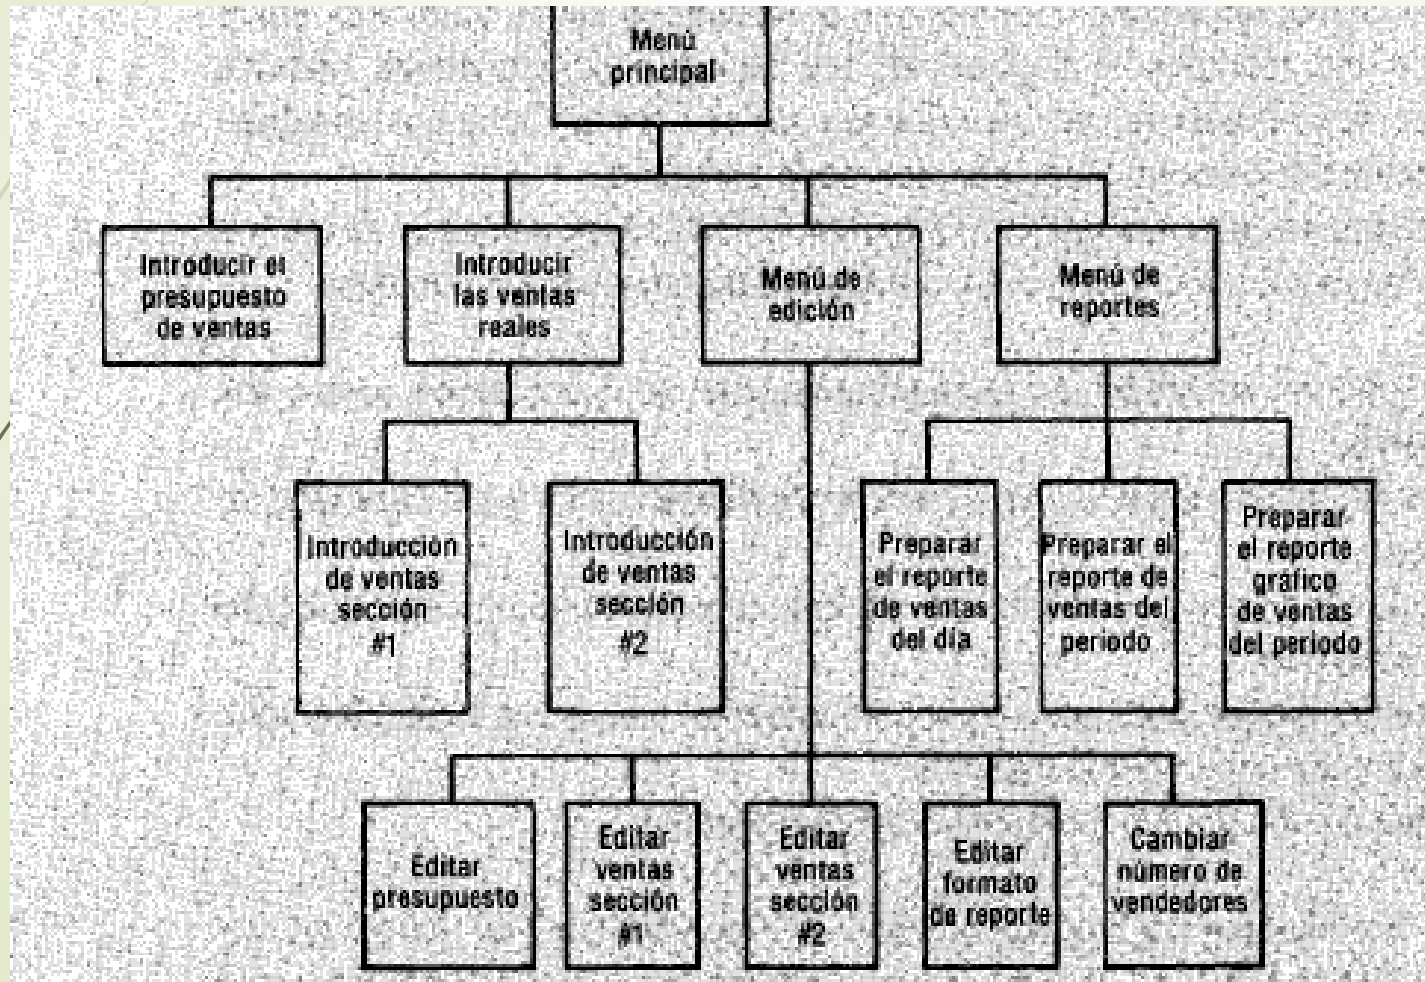 Menú
principal
Introducir el
presupuesto
de ventas
Introducir
las ventas
reales
Menú de
edición
Menú de
reportes
Introducción
de ventas
sección
#1
Introducción
de ventas
sección
#2
Preparar
el reporte
de ventas
del día
Preparar el
reporte de
ventas del
periodo
Preparar
el reporte
gráfico
de ventas
del periodo
Editar
presupuesto
Editar
ventas
sección
#1
Editar
ventas
sección
#2
Editar
formato
de reporte
Cambiar
número de
vendedores